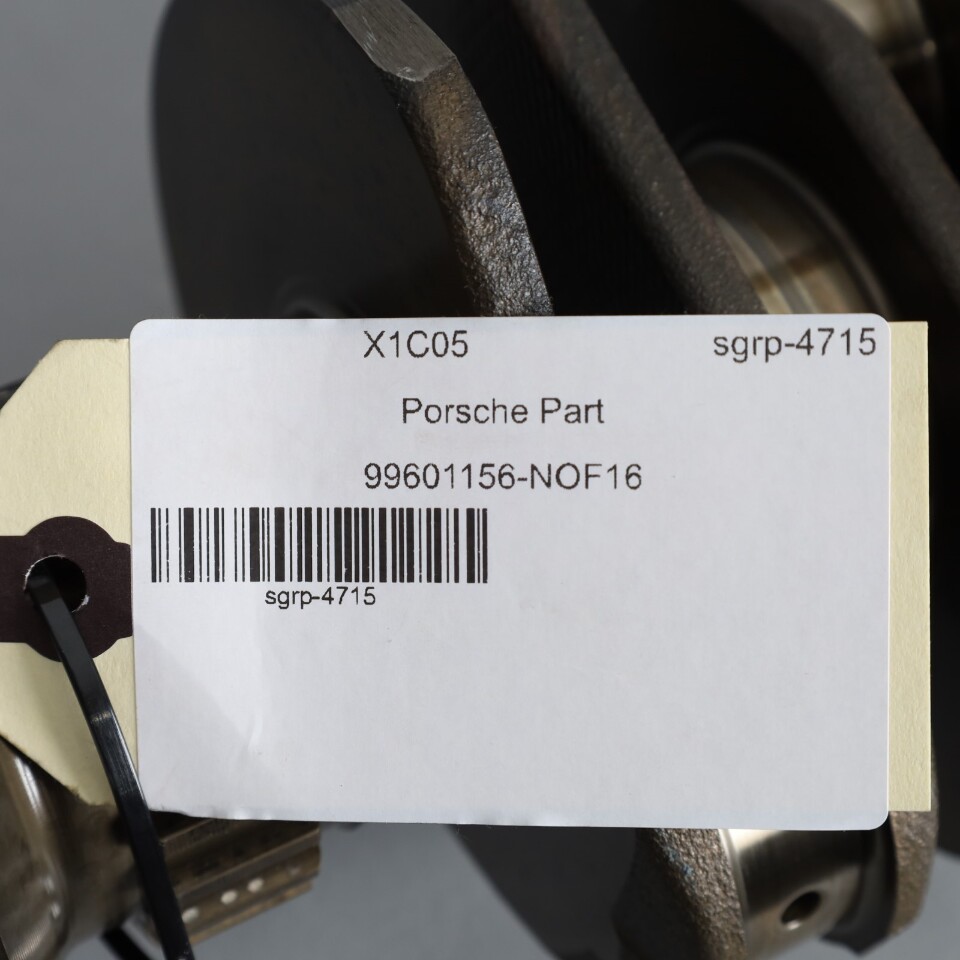 X1C05 sgrp-4715
Porsche Part
99601156-NOF16
sgrp-4715